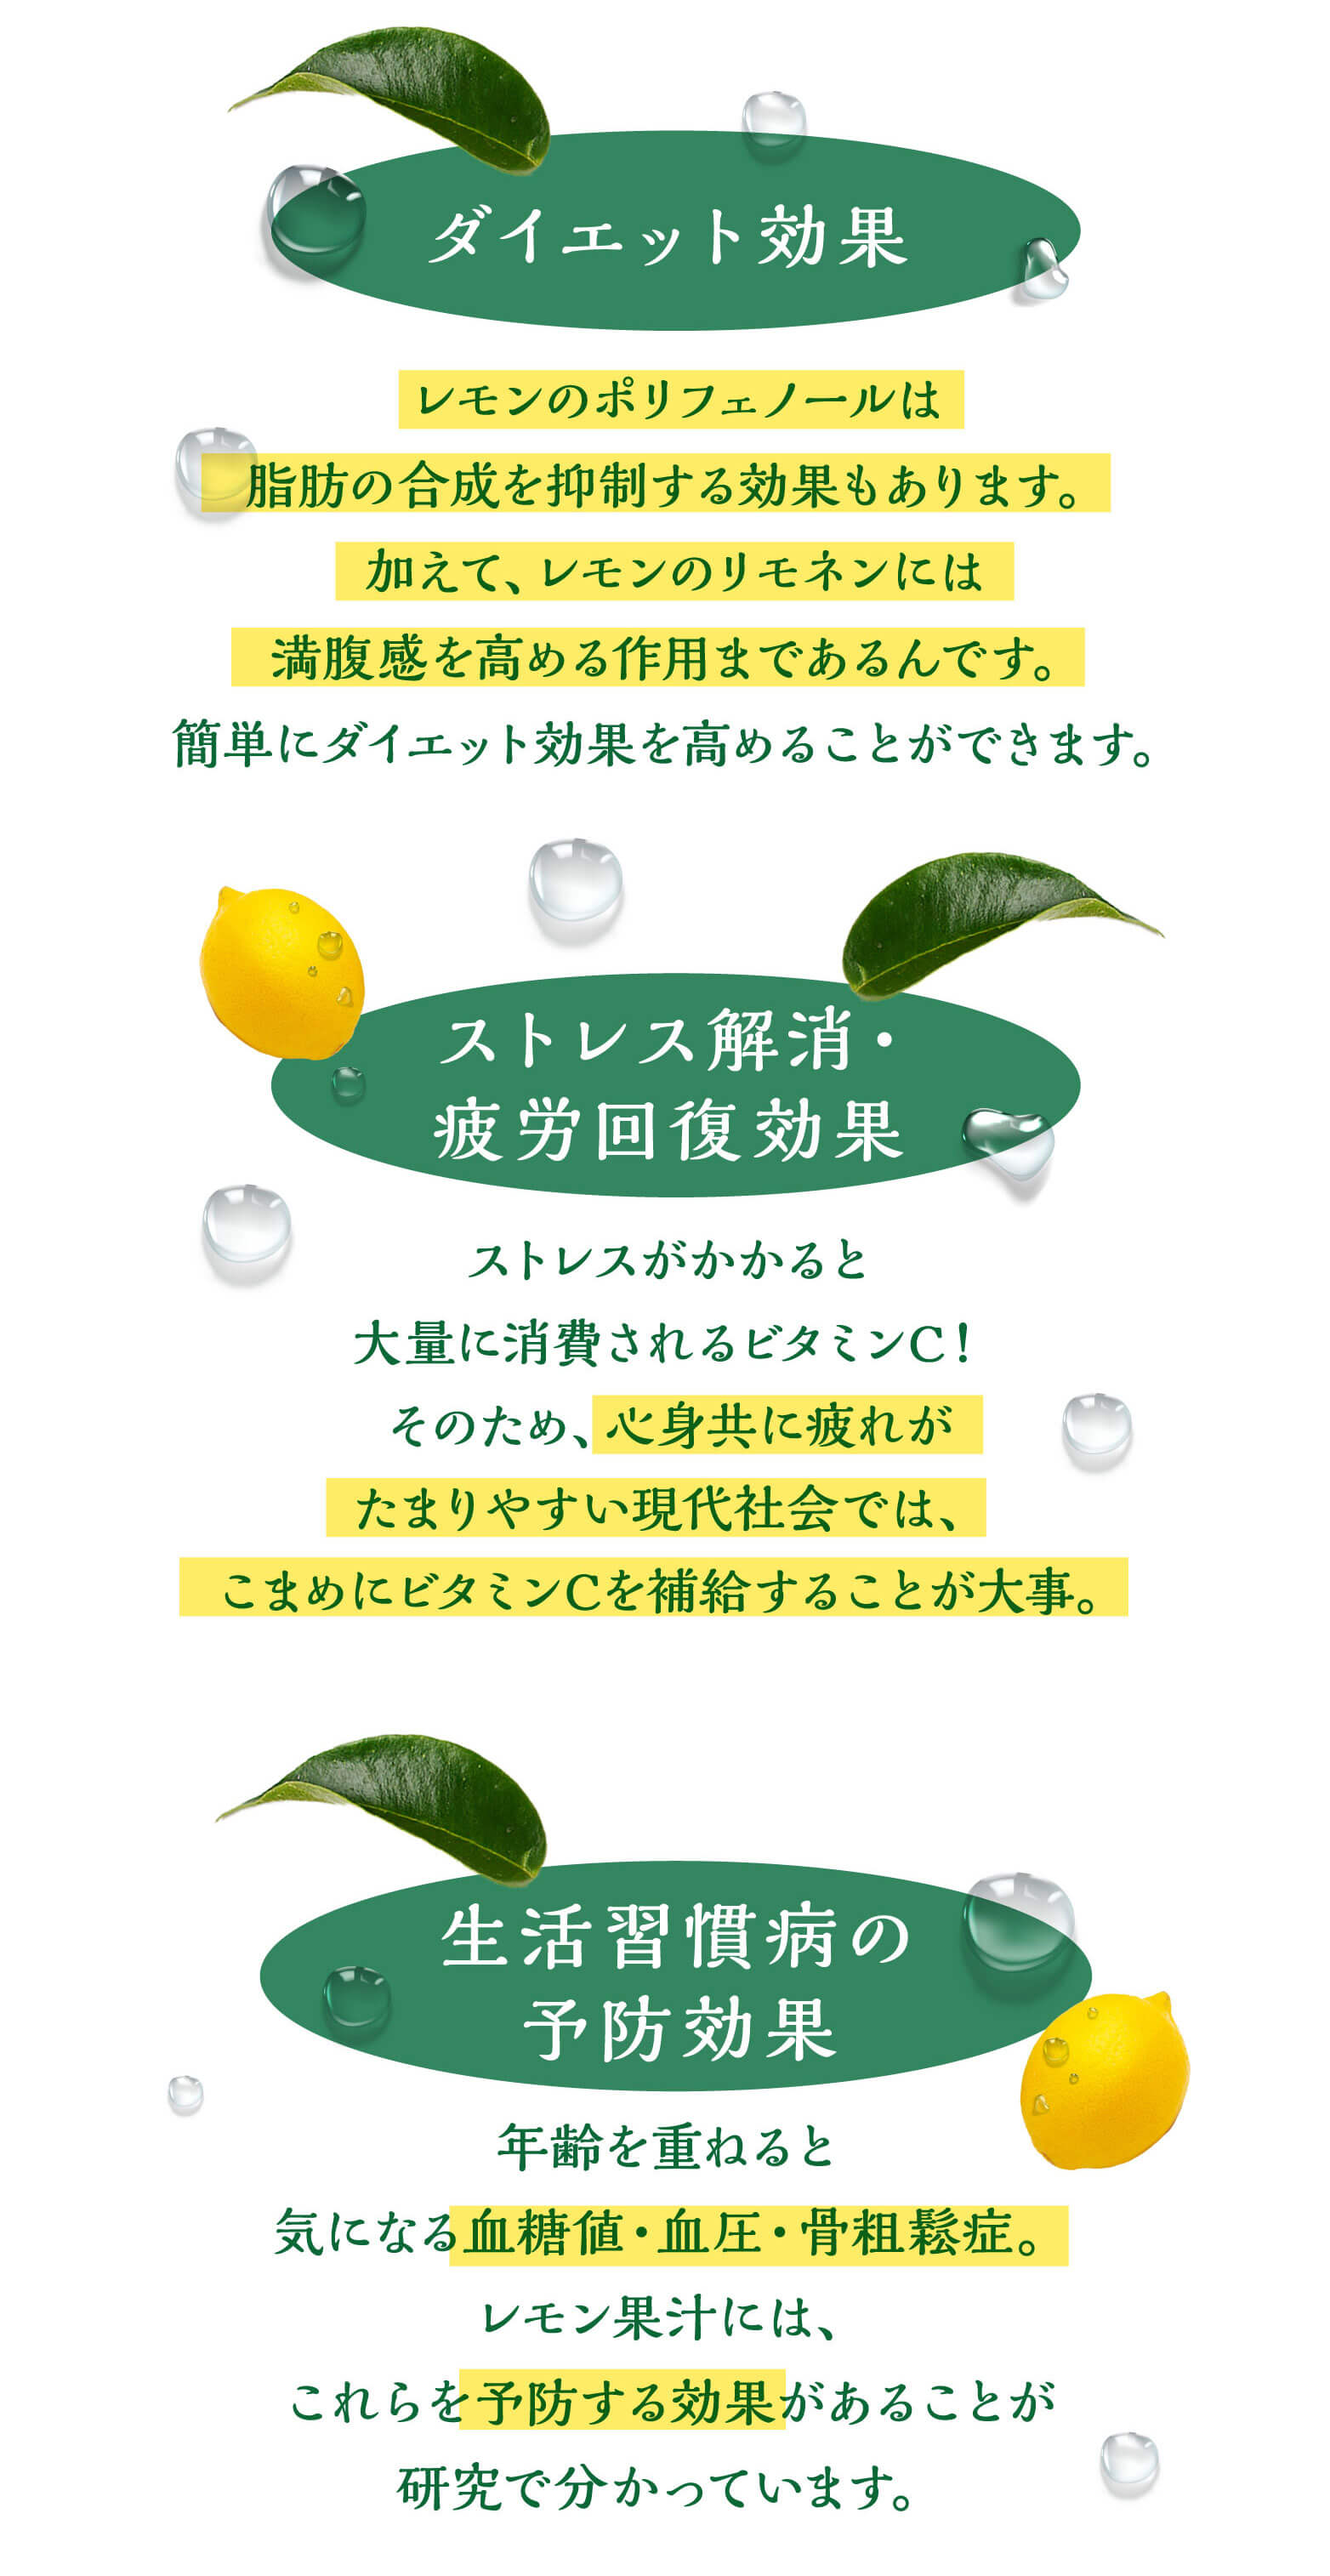 ダイエット効果
レモンのポリフェノールは
脂肪の合成を抑制する効果もあります。
加えて、レモンのリモネンには
満腹感を高める作用まであるんです。
簡単にダイエット効果を高めることができます。
ストレス解消・
疲労回復効果
ストレスがかかると
大量に消費されるビタミンC！
そのため、心身共に疲れが
たまりやすい現代社会では、
こまめにビタミンCを補給することが大事。
生活習慣病の
予防効果
年齢を重ねると
気になる血糖値・血圧・骨粗鬆症。
レモン果汁には、
これらを予防する効果があることが
研究で分かっています。